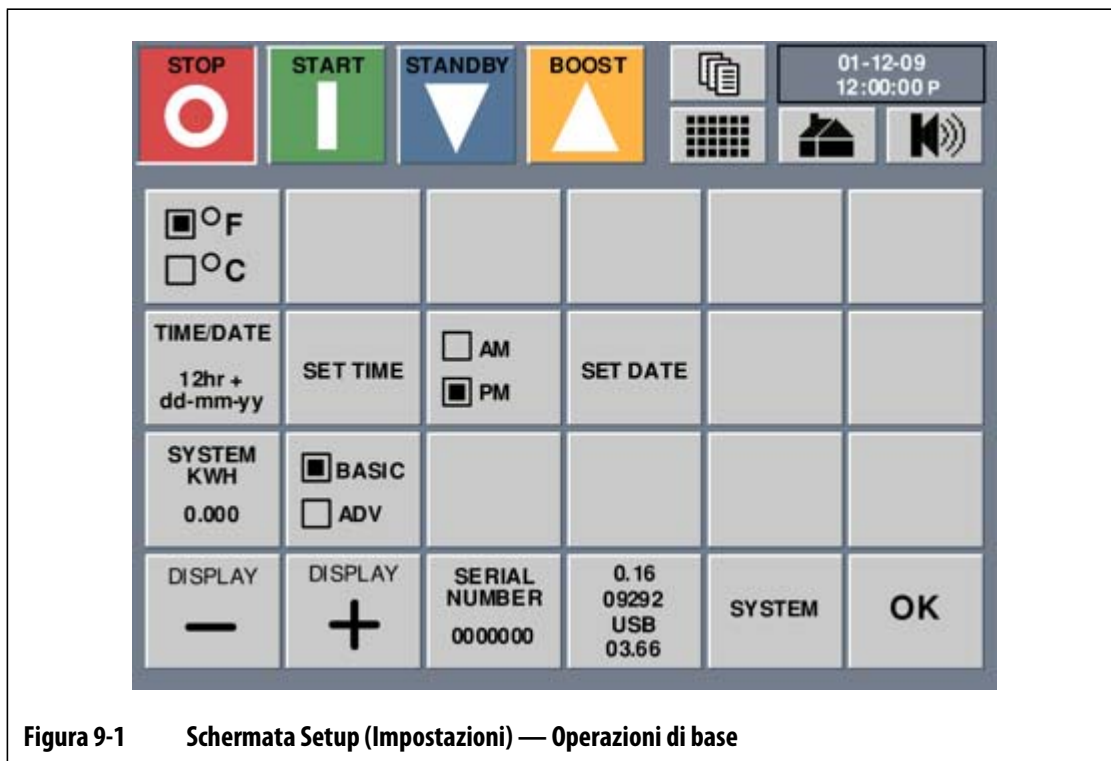 STOP
START
STANDBY
BOOST
01-12-09
12:00:00 P
°F
°C
TIME/DATE
12hr +
dd-mm-yy
SET TIME
AM
PM
SET DATE
SYSTEM
KWH
0.000
BASIC
ADV
DISPLAY
−
DISPLAY
+
SERIAL
NUMBER
0000000
0.16
09292
USB
03.66
SYSTEM
OK
Figura 9-1 Schermata Setup (Impostazioni) — Operazioni di base